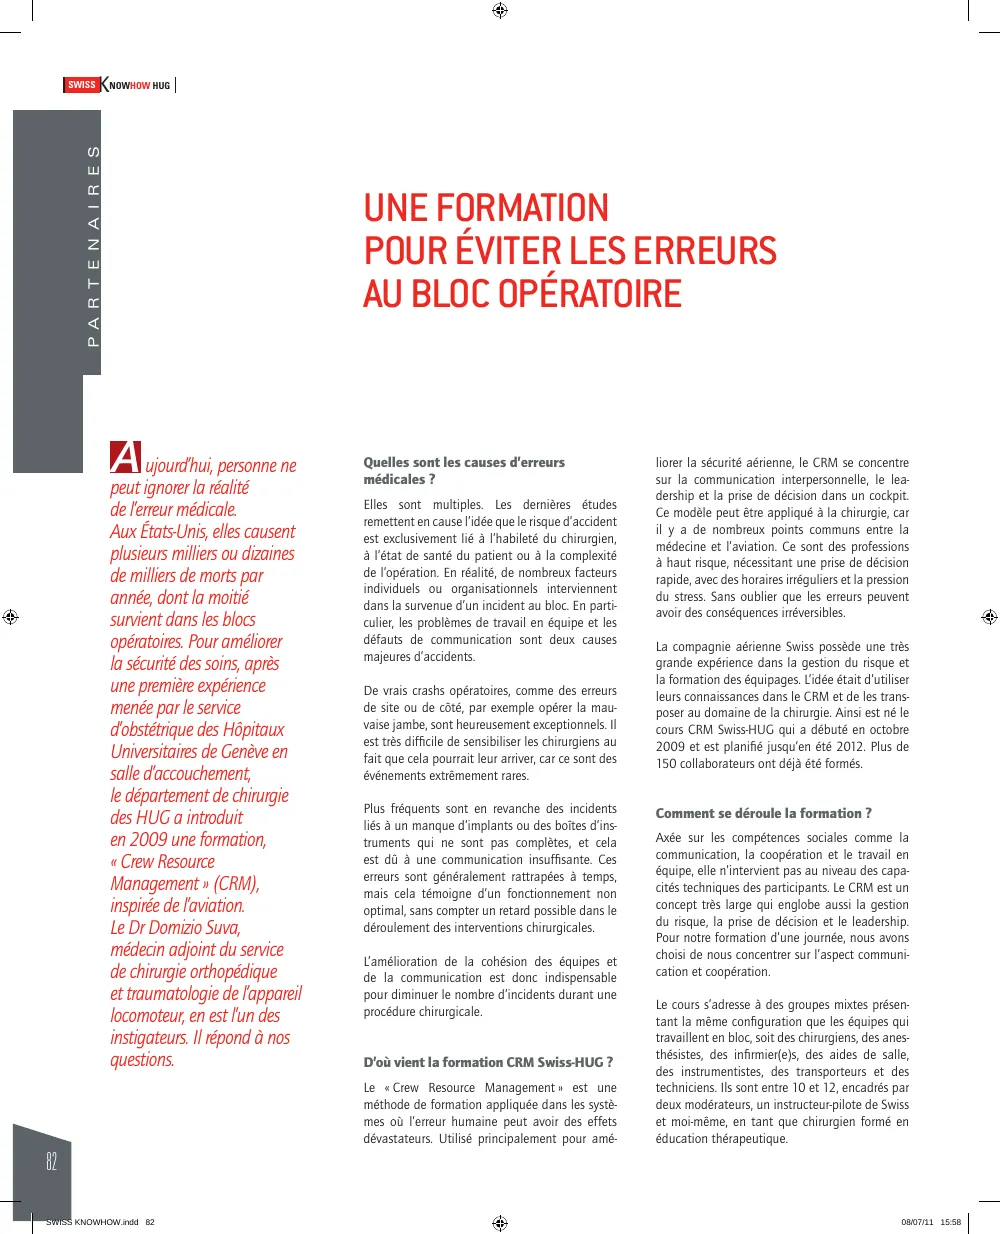 SWISS KNOWHOW HUG
PARTENAIRES
UNE FORMATION
POUR ÉVITER LES ERREURS
AU BLOC OPÉRATOIRE
Aujourd'hui, personne ne
peut ignorer la réalité
de l'erreur médicale.
Aux États-Unis, elles causent
plusieurs milliers ou dizaines
de milliers de morts par
année, dont la moitié
survient dans les blocs
opératoires. Pour améliorer
la sécurité des soins, après
une première expérience
menée par le service
d'obstétrique des Hôpitaux
Universitaires de Genève en
salle d'accouchement,
le département de chirurgie
des HUG a introduit
en 2009 une formation,
« Crew Resource
Management » (CRM),
inspirée de l'aviation.
Le Dr Domizio Suva,
médecin adjoint du service
de chirurgie orthopédique
et traumatologie de l'appareil
locomoteur, en est l'un des
instigateurs. Il répond à nos
questions.
Quelles sont les causes d'erreurs
médicales ?
Elles sont multiples. Les dernières études
remettent en cause l'idée que le risque d'accident
est exclusivement lié à l'habileté du chirurgien,
à l'état de santé du patient ou à la complexité
de l'opération. En réalité, de nombreux facteurs
individuels ou organisationnels interviennent
dans la survenue d'un incident au bloc. En parti-
culier, les problèmes de travail en équipe et les
défauts de communication sont deux causes
majeures d'accidents.
De vrais crashs opératoires, comme des erreurs
de site ou de côté, par exemple opérer la mau-
vaise jambe, sont heureusement exceptionnels. Il
est très difficile de sensibiliser les chirurgiens au
fait que cela pourrait leur arriver, car ce sont des
événements extrêmement rares.
Plus fréquents sont en revanche des incidents
liés à un manque d'implants ou des boîtes d'ins-
truments qui ne sont pas complètes, et cela
est dû à une communication insuffisante. Ces
erreurs sont généralement rattrapées à temps,
mais cela témoigne d'un fonctionnement non
optimal, sans compter un retard possible dans le
déroulement des interventions chirurgicales.
L'amélioration de la cohésion des équipes et
de la communication est donc indispensable
pour diminuer le nombre d'incidents durant une
procédure chirurgicale.
D'où vient la formation CRM Swiss-HUG ?
Le « Crew Resource Management » est une
méthode de formation appliquée dans les systè-
mes où l'erreur humaine peut avoir des effets
dévastateurs. Utilisé principalement pour amé-
liorer la sécurité aérienne, le CRM se concentre
sur la communication interpersonnelle, le lea-
dership et la prise de décision dans un cockpit.
Ce modèle peut être appliqué à la chirurgie, car
il y a de nombreux points communs entre la
médecine et l'aviation. Ce sont des professions
à haut risque, nécessitant une prise de décision
rapide, avec des horaires irréguliers et la pression
du stress. Sans oublier que les erreurs peuvent
avoir des conséquences irréversibles.
La compagnie aérienne Swiss possède une très
grande expérience dans la gestion du risque et
la formation des équipages. L'idée était d'utiliser
leurs connaissances dans le CRM et de les trans-
poser au domaine de la chirurgie. Ainsi est né le
cours CRM Swiss-HUG qui a débuté en octobre
2009 et est planifié jusqu'en été 2012. Plus de
150 collaborateurs ont déjà été formés.
Comment se déroule la formation ?
Axée sur les compétences sociales comme la
communication, la coopération et le travail en
équipe, elle n'intervient pas au niveau des capa-
cités techniques des participants. Le CRM est un
concept très large qui englobe aussi la gestion
du risque, la prise de décision et le leadership.
Pour notre formation d'une journée, nous avons
choisi de nous concentrer sur l'aspect communi-
cation et coopération.
Le cours s'adresse à des groupes mixtes présen-
tant la même configuration que les équipes qui
travaillent en bloc, soit des chirurgiens, des anes-
thésistes, des infirmier(e)s, des aides de salle,
des instrumentistes, des transporteurs et des
techniciens. Ils sont entre 10 et 12, encadrés par
deux modérateurs, un instructeur-pilote de Swiss
et moi-même, en tant que chirurgien formé en
éducation thérapeutique.
82
SWISS KNOWHOW.indd 82
08/07/11 15:58